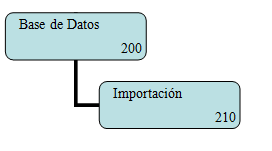 Base de Datos
200
Importación
210